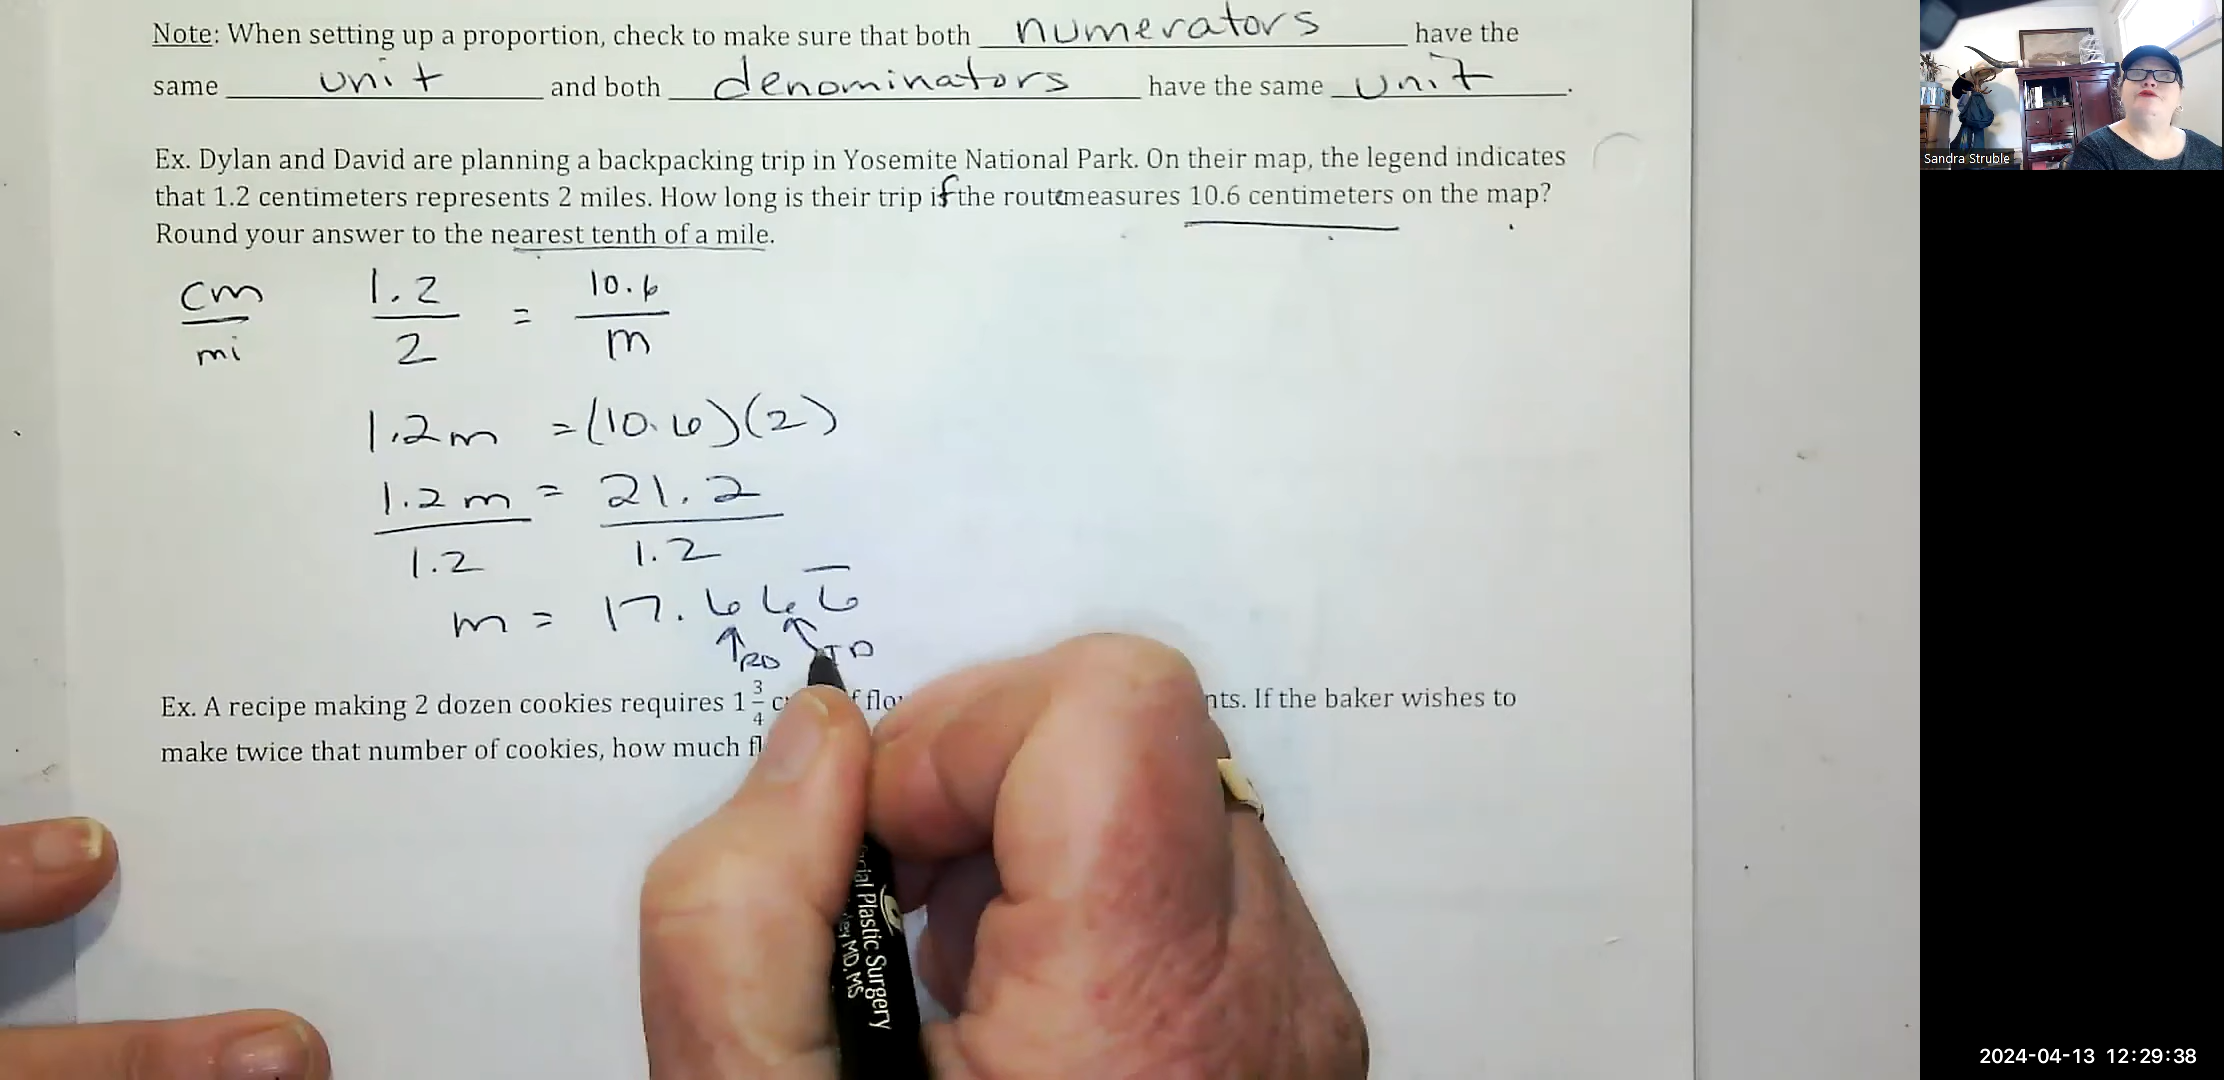 Note: When setting up a proportion, check to make sure that both numerators have the
same unit and both denominators have the same unit.
Ex. Dylan and David are planning a backpacking trip in Yosemite National Park. On their map, the legend indicates
that 1.2 centimeters represents 2 miles. How long is their trip if the route measures 10.6 centimeters on the map?
Round your answer to the nearest tenth of a mile.
cm 1.2 = 10.6
mi 2 m
1.2m = (10.6)(2)
1.2m = 21.2
1.2 1.2
m = 17.666̅
RD TD
Ex. A recipe making 2 dozen cookies requires 1 3/4 nts. If the baker wishes to
make twice that number of cookies, how much
Facial Plastic Surgery
MD, MS
Sandra Struble
2024-04-13 12:29:38